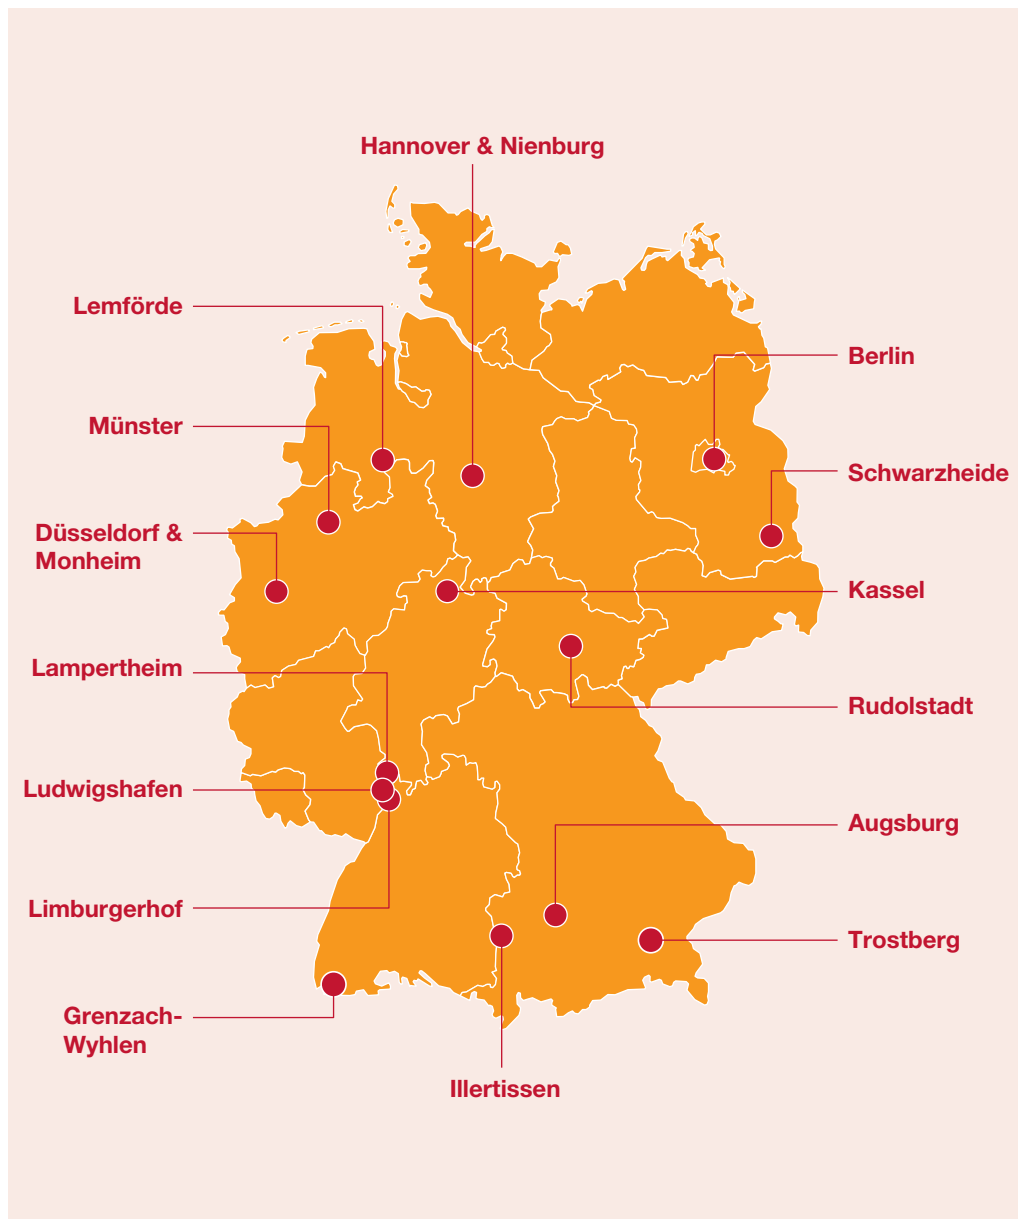 Hannover & Nienburg
Lemförde
Berlin
Münster
Schwarzheide
Düsseldorf &
Monheim
Kassel
Lampertheim
Rudolstadt
Ludwigshafen
Augsburg
Limburgerhof
Trostberg
Grenzach-
Wyhlen
Illertissen